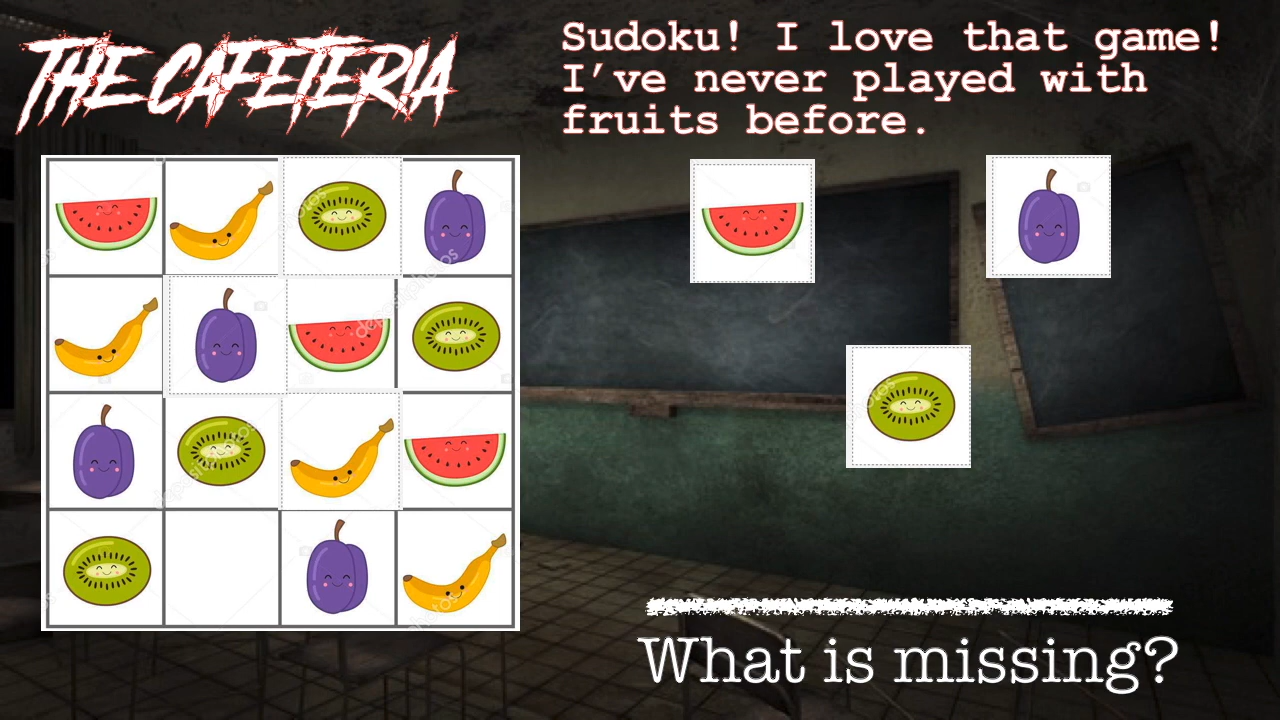 THE CAFETERIA
Sudoku! I love that game!
I’ve never played with
fruits before.
What is missing?